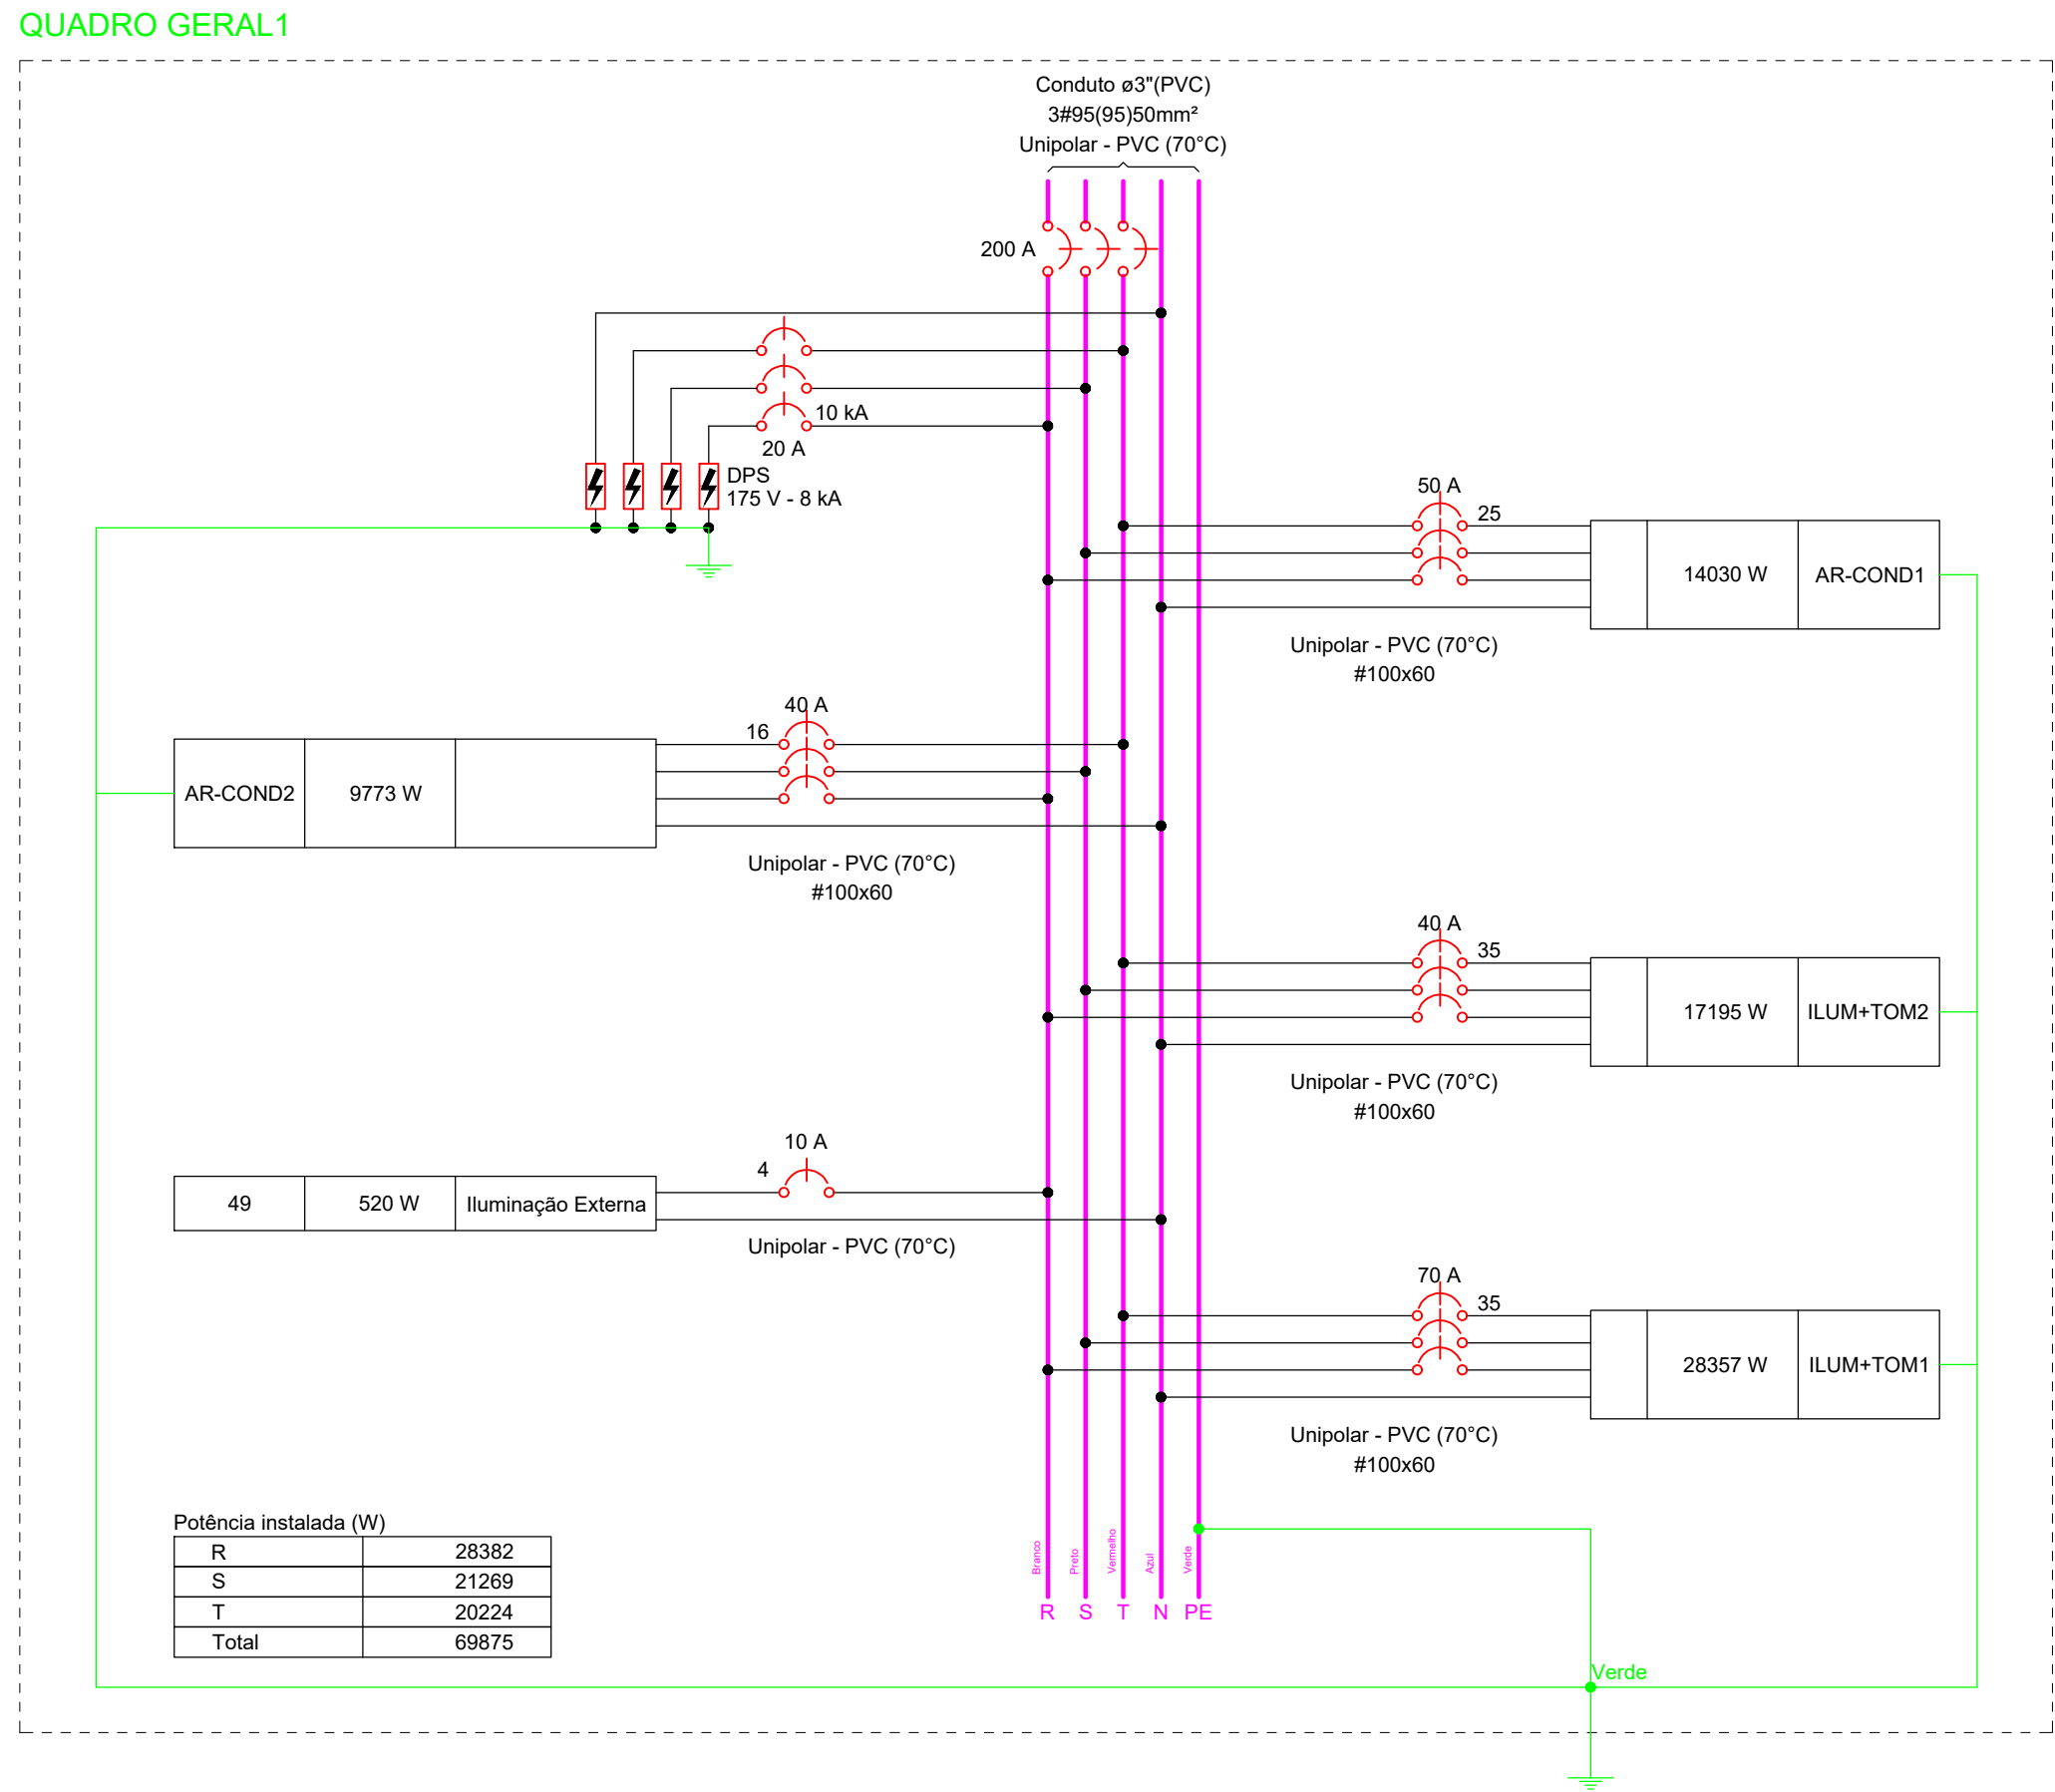 QUADRO GERAL1
Conduto ø3"(PVC)
3#95(95)50mm²
Unipolar - PVC (70°C)
200 A
10 kA
20 A
DPS
175 V - 8 kA
50 A
25
14030 W
AR-COND1
Unipolar - PVC (70°C)
#100x60
40 A
16
AR-COND2
9773 W
Unipolar - PVC (70°C)
#100x60
40 A
35
17195 W
ILUM+TOM2
Unipolar - PVC (70°C)
#100x60
10 A
4
49
520 W
Iluminação Externa
Unipolar - PVC (70°C)
70 A
35
28357 W
ILUM+TOM1
Unipolar - PVC (70°C)
#100x60
Potência instalada (W)
R 28382
S 21269
T 20224
Total 69875
Branco
Preto
Vermelho
Azul
Verde
R S T N PE
Verde